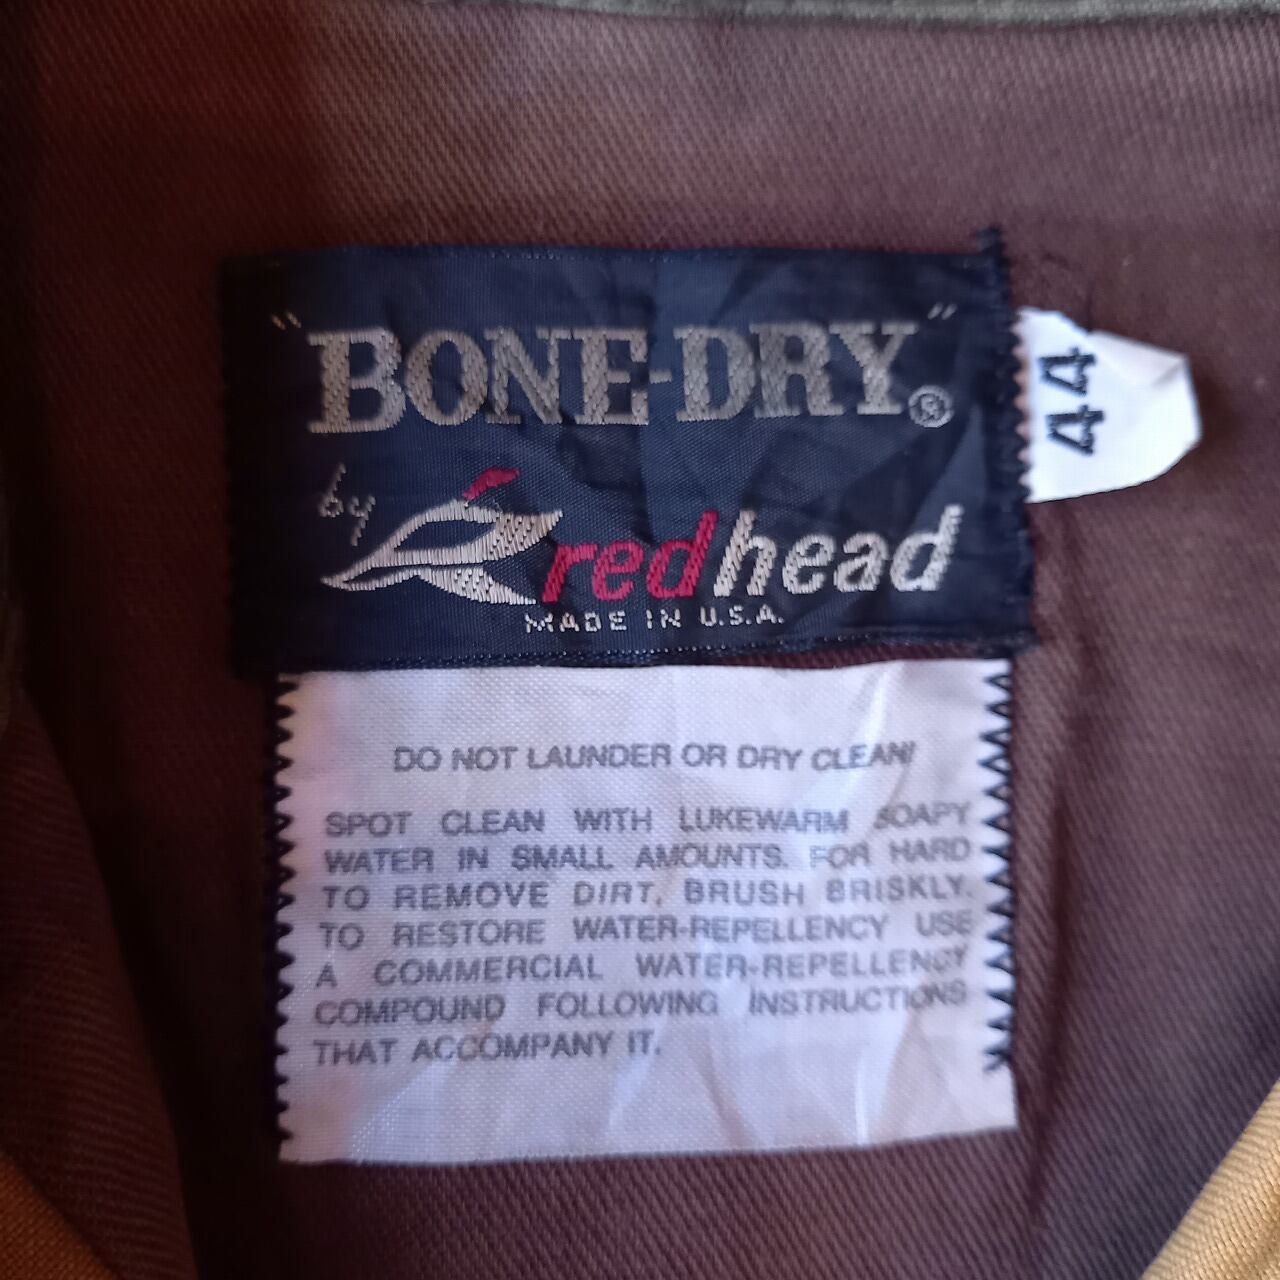 "BONE-DRY"®
by redhead
MADE IN U.S.A.
44
DO NOT LAUNDER OR DRY CLEAN!
SPOT CLEAN WITH LUKEWARM SOAPY
WATER IN SMALL AMOUNTS. FOR HARD
TO REMOVE DIRT, BRUSH BRISKLY.
TO RESTORE WATER-REPELLENCY USE
A COMMERCIAL WATER-REPELLENCY
COMPOUND FOLLOWING INSTRUCTIONS
THAT ACCOMPANY IT.